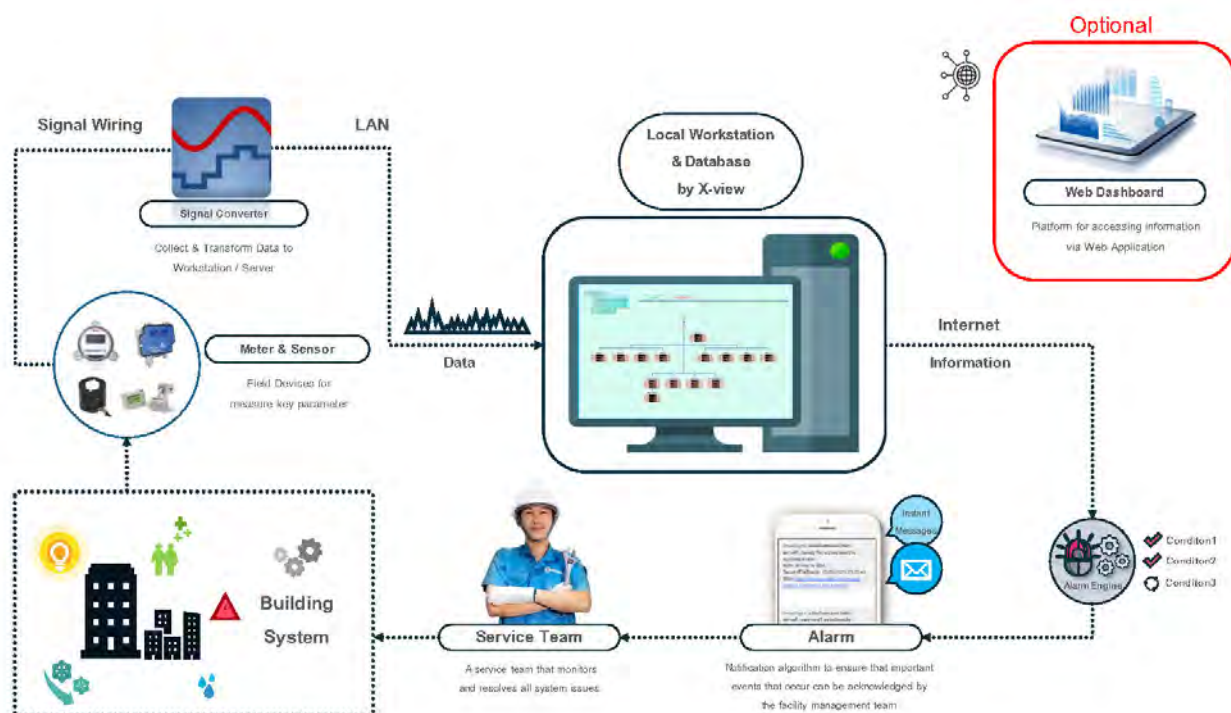 Optional
Signal Wiring
LAN
Signal Converter
Collect & Transform Data to
Workstation / Server
Local Workstation
& Database
by X-view
Web Dashboard
Platform for accessing information
via Web Application
Meter & Sensor
Field Devices for
measure key parameter
Data
Internet
Information
Building
System
Service Team
A service team that monitors
and resolves all system issues
Instant
Messages
Alarm
Notification algorithm to ensure that important
events that occur can be acknowledged by
the facility management team
Alarm Engine
Conditon1
Conditon2
Conditon3